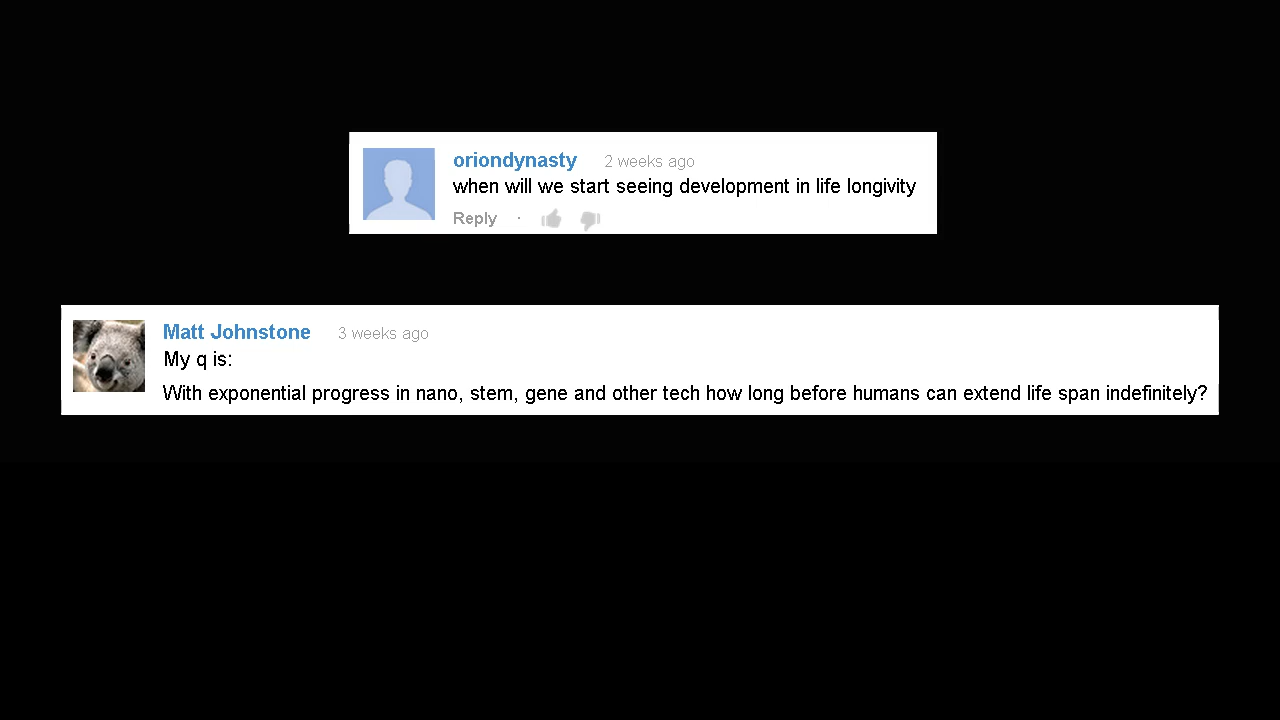 oriondynasty 2 weeks ago
when will we start seeing development in life longivity
Reply ·
Matt Johnstone 3 weeks ago
My q is:
With exponential progress in nano, stem, gene and other tech how long before humans can extend life span indefinitely?